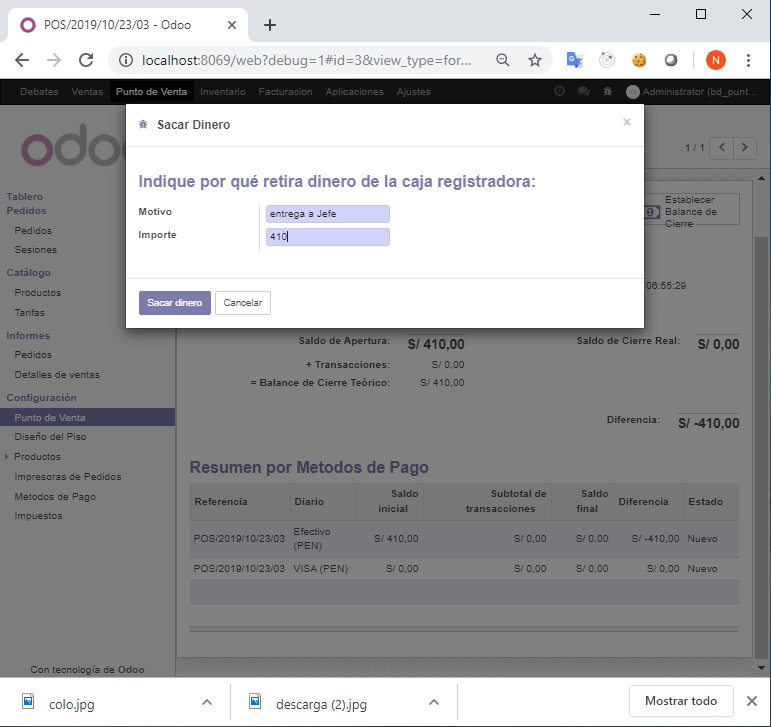 POS/2019/10/23/03 - Odoo
localhost:8069/web?debug=1#id=3&view_type=for...
N
Debates Ventas Punto de Venta Inventario Facturacion Aplicaciones Ajustes Administrator (bd_punt...
odoo
Sacar Dinero
Indique por qué retira dinero de la caja registradora:
Motivo entrega a Jefe
Importe 410
Sacar dinero Cancelar
1 / 1
Establecer
Balance de
Cierre
06:55:29
Tablero
Pedidos
Pedidos
Sesiones
Catálogo
Productos
Tarifas
Informes
Pedidos
Detalles de ventas
Configuración
Punto de Venta
Diseño del Piso
Productos
Impresoras de Pedidos
Metodos de Pago
Impuestos
Con tecnología de Odoo
Saldo de Apertura: S/ 410,00 Saldo de Cierre Real: S/ 0,00
+ Transacciones: S/ 0,00
= Balance de Cierre Teórico: S/ 410,00
Diferencia: S/ -410,00
Resumen por Metodos de Pago
Referencia Diario Saldo inicial Subtotal de transacciones Saldo final Diferencia Estado
POS/2019/10/23/03 Efectivo (PEN) S/ 410,00 S/ 0,00 S/ 0,00 S/ -410,00 Nuevo
POS/2019/10/23/03 VISA (PEN) S/ 0,00 S/ 0,00 S/ 0,00 S/ 0,00 Nuevo
colo.jpg descarga (2).jpg Mostrar todo